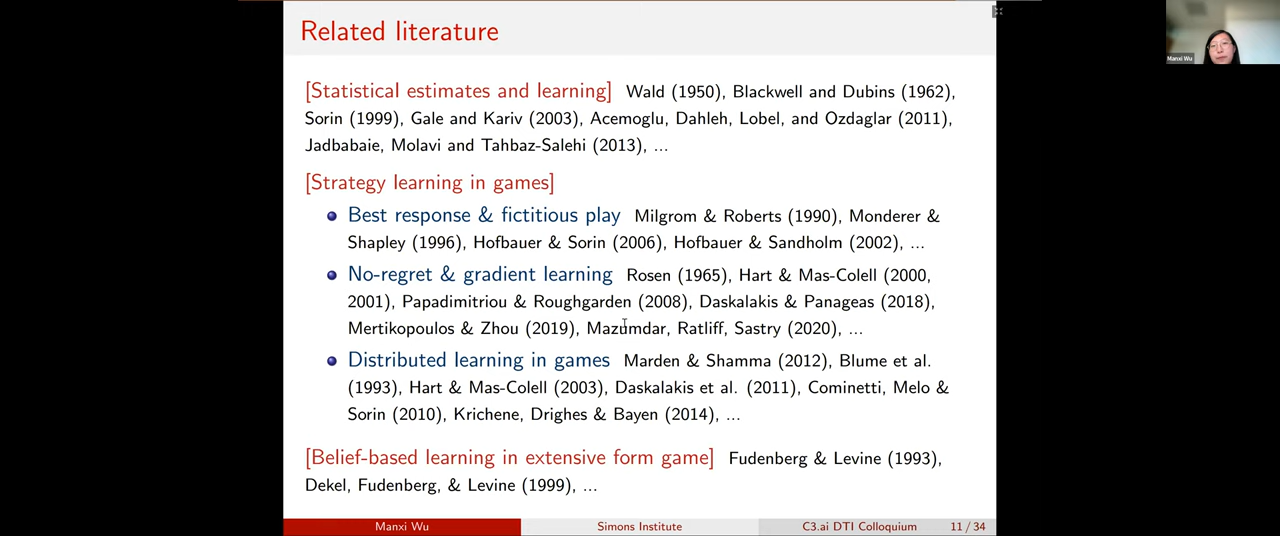 Related literature
[Statistical estimates and learning] Wald (1950), Blackwell and Dubins (1962),
Sorin (1999), Gale and Kariv (2003), Acemoglu, Dahleh, Lobel, and Ozdaglar (2011),
Jadbabaie, Molavi and Tahbaz-Salehi (2013), ...
[Strategy learning in games]
Best response & fictitious play Milgrom & Roberts (1990), Monderer &
Shapley (1996), Hofbauer & Sorin (2006), Hofbauer & Sandholm (2002), ...
No-regret & gradient learning Rosen (1965), Hart & Mas-Colell (2000,
2001), Papadimitriou & Roughgarden (2008), Daskalakis & Panageas (2018),
Mertikopoulos & Zhou (2019), Mazumdar, Ratliff, Sastry (2020), ...
Distributed learning in games Marden & Shamma (2012), Blume et al.
(1993), Hart & Mas-Colell (2003), Daskalakis et al. (2011), Cominetti, Melo &
Sorin (2010), Krichene, Drighes & Bayen (2014), ...
[Belief-based learning in extensive form game] Fudenberg & Levine (1993),
Dekel, Fudenberg, & Levine (1999), ...
Manxi Wu Simons Institute C3.ai DTI Colloquium 11 / 34
Manxi Wu